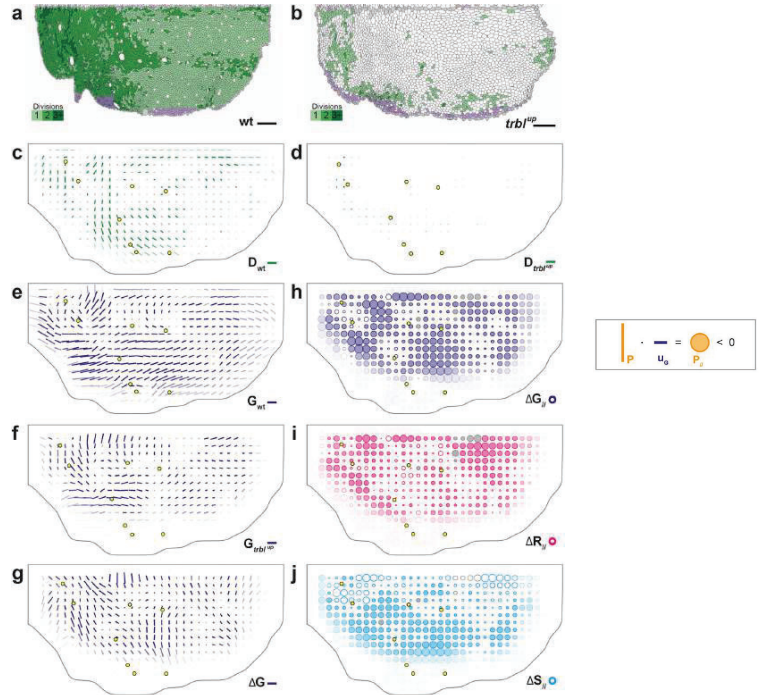 a
b
Divisions
1 2 3+
wt
Divisions
1 2 3+
trbl^up
c
d
D_wt
D_trbl^up
e
h
G_wt
ΔG_//
P · u_G = P_// < 0
f
i
G_trbl^up
ΔR_//
g
j
ΔG
ΔS_//